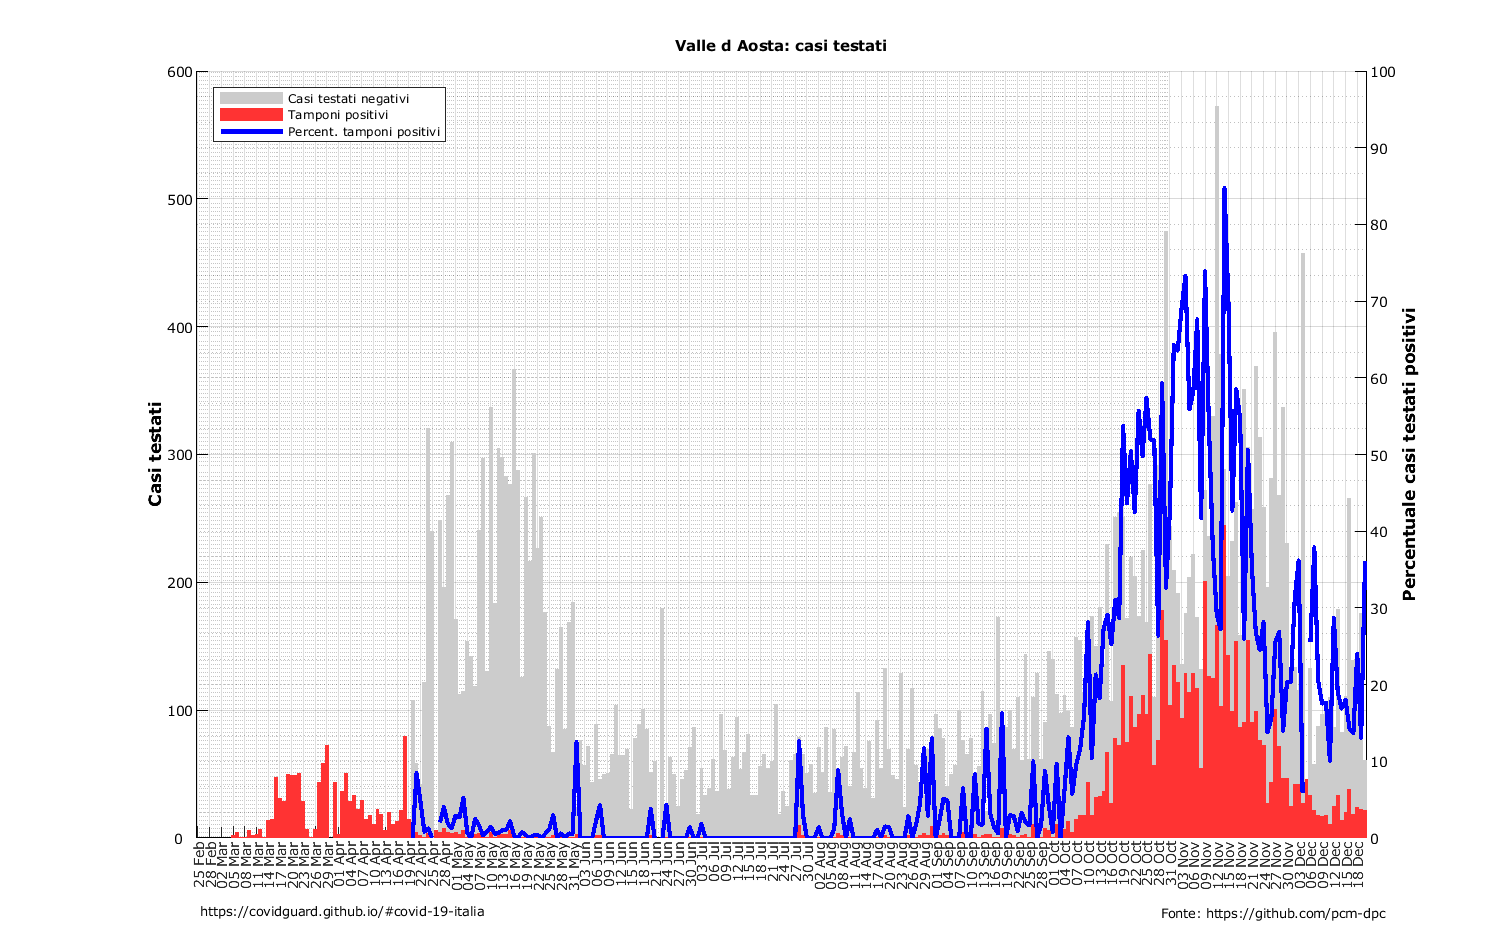 Valle d Aosta: casi testati
Casi testati negativi
Tamponi positivi
Percent. tamponi positivi
Casi testati
600
500
400
300
200
100
0
100
90
80
70
60
50
40
30
20
10
0
Percentuale casi testati positivi
25 Feb
28 Feb
02 Mar
05 Mar
08 Mar
11 Mar
14 Mar
17 Mar
20 Mar
23 Mar
26 Mar
29 Mar
01 Apr
04 Apr
07 Apr
10 Apr
13 Apr
16 Apr
19 Apr
22 Apr
25 Apr
28 Apr
01 May
04 May
07 May
10 May
13 May
16 May
19 May
22 May
25 May
28 May
31 May
03 Jun
06 Jun
09 Jun
12 Jun
15 Jun
18 Jun
21 Jun
24 Jun
27 Jun
30 Jun
03 Jul
06 Jul
09 Jul
12 Jul
15 Jul
18 Jul
21 Jul
24 Jul
27 Jul
30 Jul
02 Aug
05 Aug
08 Aug
11 Aug
14 Aug
17 Aug
20 Aug
23 Aug
26 Aug
29 Aug
01 Sep
04 Sep
07 Sep
10 Sep
13 Sep
16 Sep
19 Sep
22 Sep
25 Sep
28 Sep
01 Oct
04 Oct
07 Oct
10 Oct
13 Oct
16 Oct
19 Oct
22 Oct
25 Oct
28 Oct
31 Oct
03 Nov
06 Nov
09 Nov
12 Nov
15 Nov
18 Nov
21 Nov
24 Nov
27 Nov
30 Nov
03 Dec
06 Dec
09 Dec
12 Dec
15 Dec
18 Dec
https://covidguard.github.io/#covid-19-italia
Fonte: https://github.com/pcm-dpc